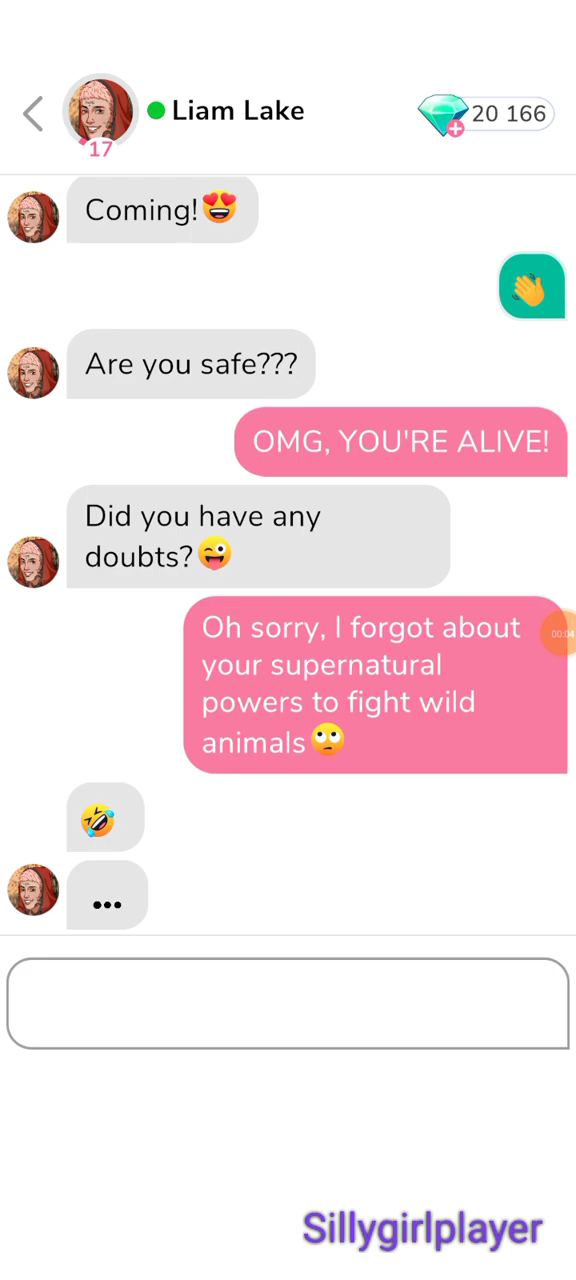 Liam Lake
20 166
17
Coming!😍
👋
Are you safe???
OMG, YOU'RE ALIVE!
Did you have any
doubts?😜
Oh sorry, I forgot about
your supernatural
powers to fight wild
animals🙄
00:04
🤣
...
Sillygirlplayer